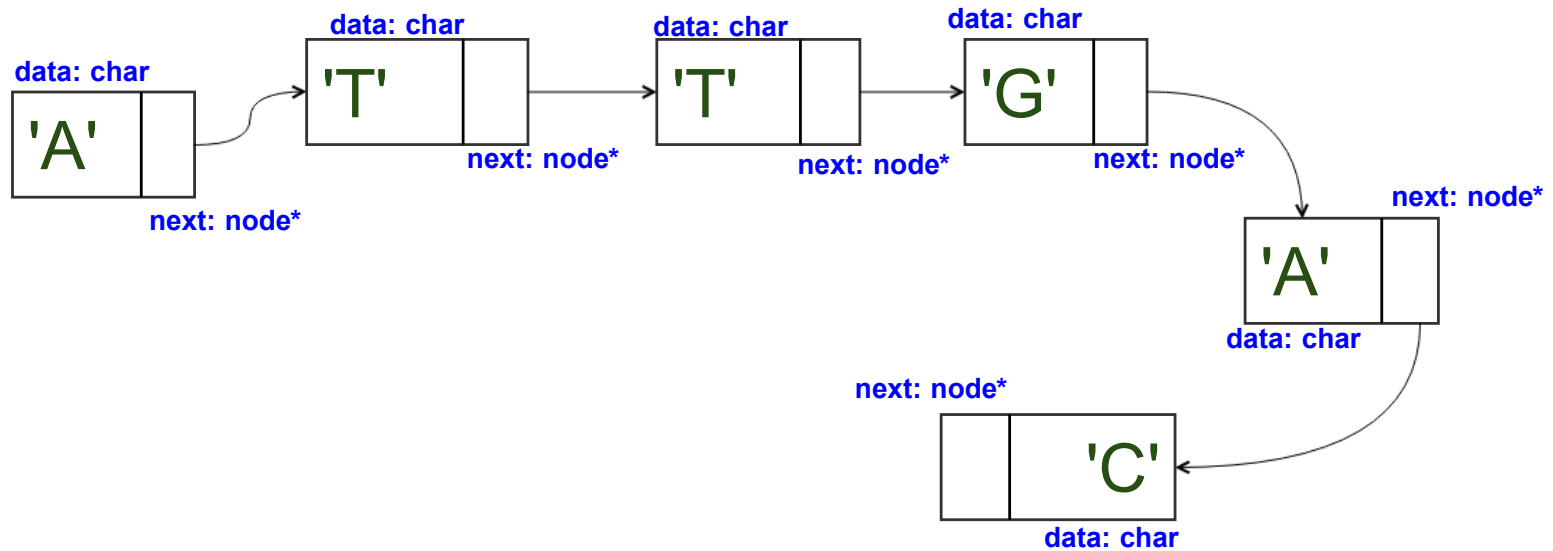 data: char
'A'
next: node*
data: char
'T'
next: node*
data: char
'T'
next: node*
data: char
'G'
next: node*
next: node*
'A'
data: char
next: node*
'C'
data: char